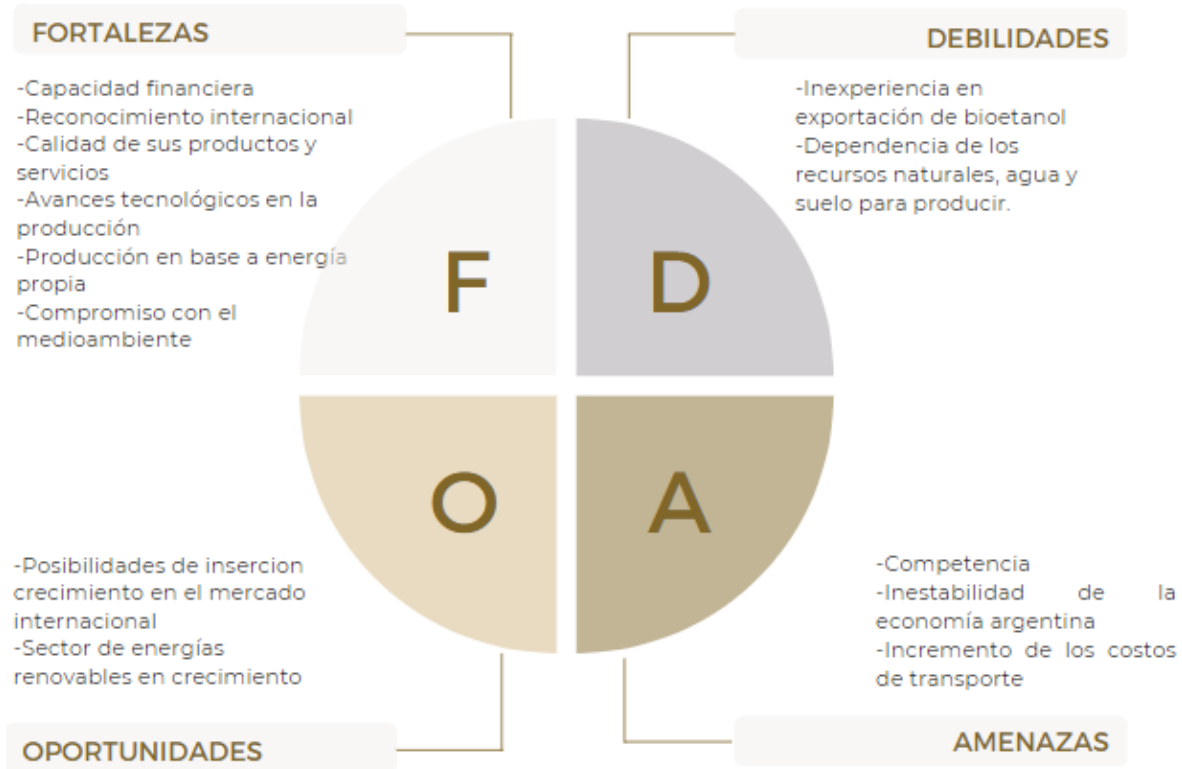 FORTALEZAS
-Capacidad financiera
-Reconocimiento internacional
-Calidad de sus productos y
servicios
-Avances tecnológicos en la
producción
-Producción en base a energía
propia
-Compromiso con el
medioambiente
DEBILIDADES
-Inexperiencia en
exportación de bioetanol
-Dependencia de los
recursos naturales, agua y
suelo para producir.
F
D
O
A
-Posibilidades de insercion
crecimiento en el mercado
internacional
-Sector de energías
renovables en crecimiento
OPORTUNIDADES
-Competencia
-Inestabilidad de la
economía argentina
-Incremento de los costos
de transporte
AMENAZAS